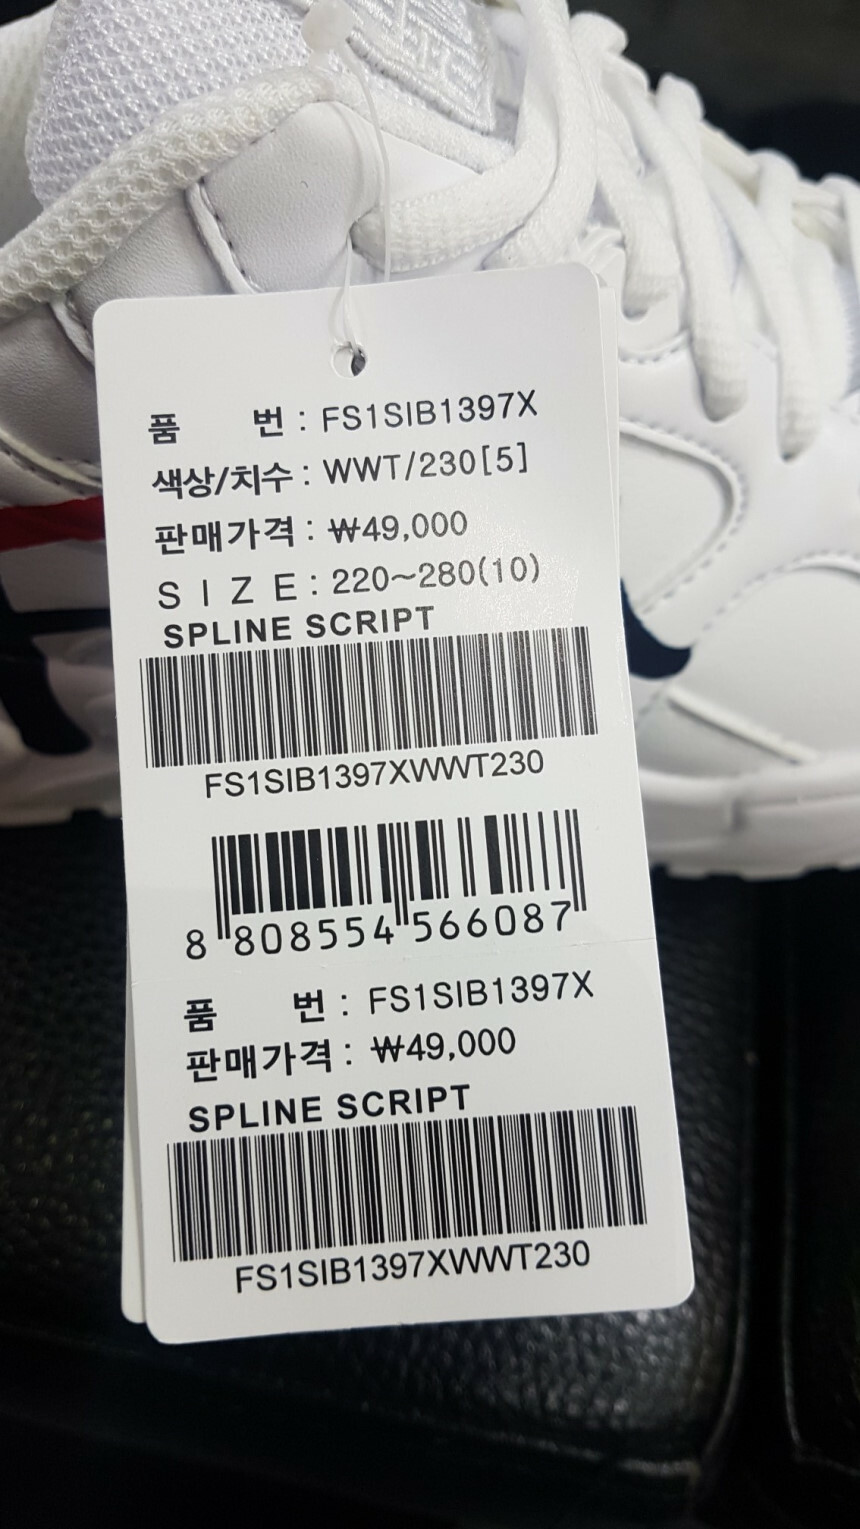 품 번 : FS1SIB1397X
색상/치수 : WWT/230[5]
판매가격 : ₩49,000
S I Z E : 220~280(10)
SPLINE SCRIPT
FS1SIB1397XWWT230
8 808554 566087
품 번 : FS1SIB1397X
판매가격 : ₩49,000
SPLINE SCRIPT
FS1SIB1397XWWT230